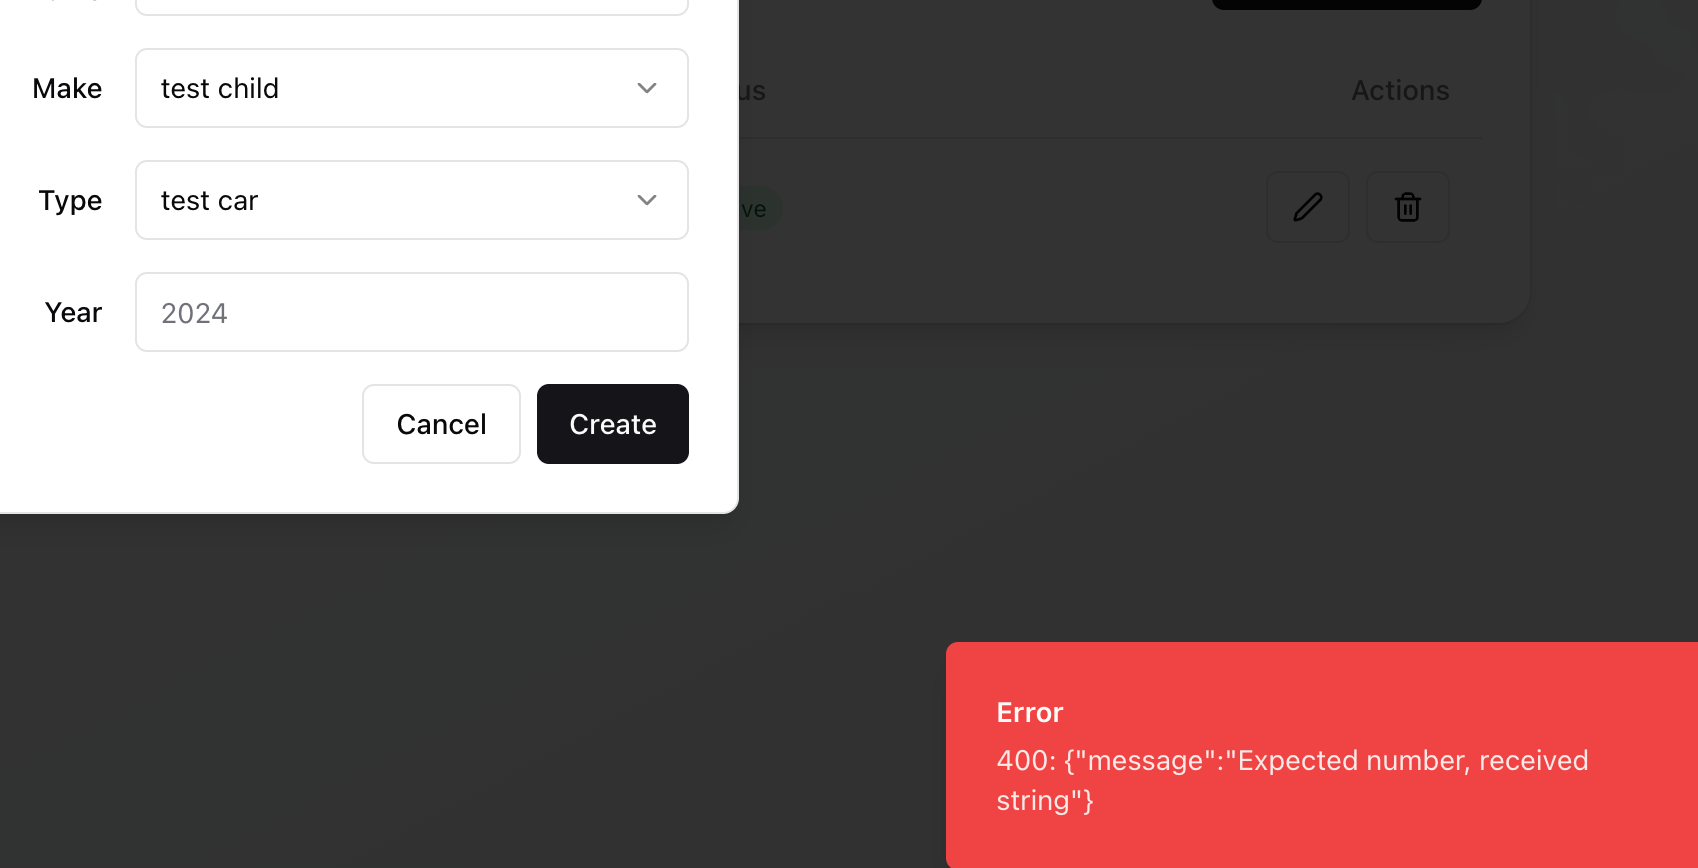 Make
test child
us
Actions
Type
test car
ve
Year
2024
Cancel
Create
Error
400: {"message":"Expected number, received
string"}